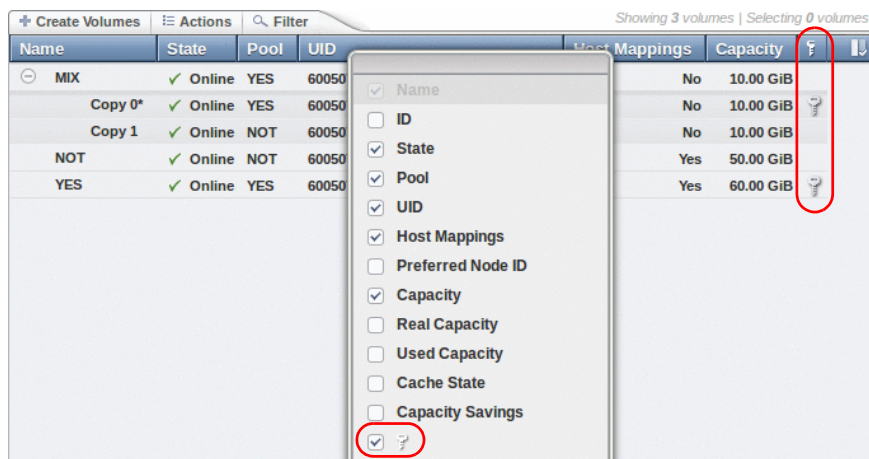 Create Volumes Actions Filter Showing 3 volumes | Selecting 0 volumes
Name State Pool UID Host Mappings Capacity
MIX Online YES 60050 No 10.00 GiB
Copy 0* Online YES 60050 No 10.00 GiB
Copy 1 Online NOT 60050 No 10.00 GiB
NOT Online NOT 60050 Yes 50.00 GiB
YES Online YES 60050 Yes 60.00 GiB
Name
ID
State
Pool
UID
Host Mappings
Preferred Node ID
Capacity
Real Capacity
Used Capacity
Cache State
Capacity Savings